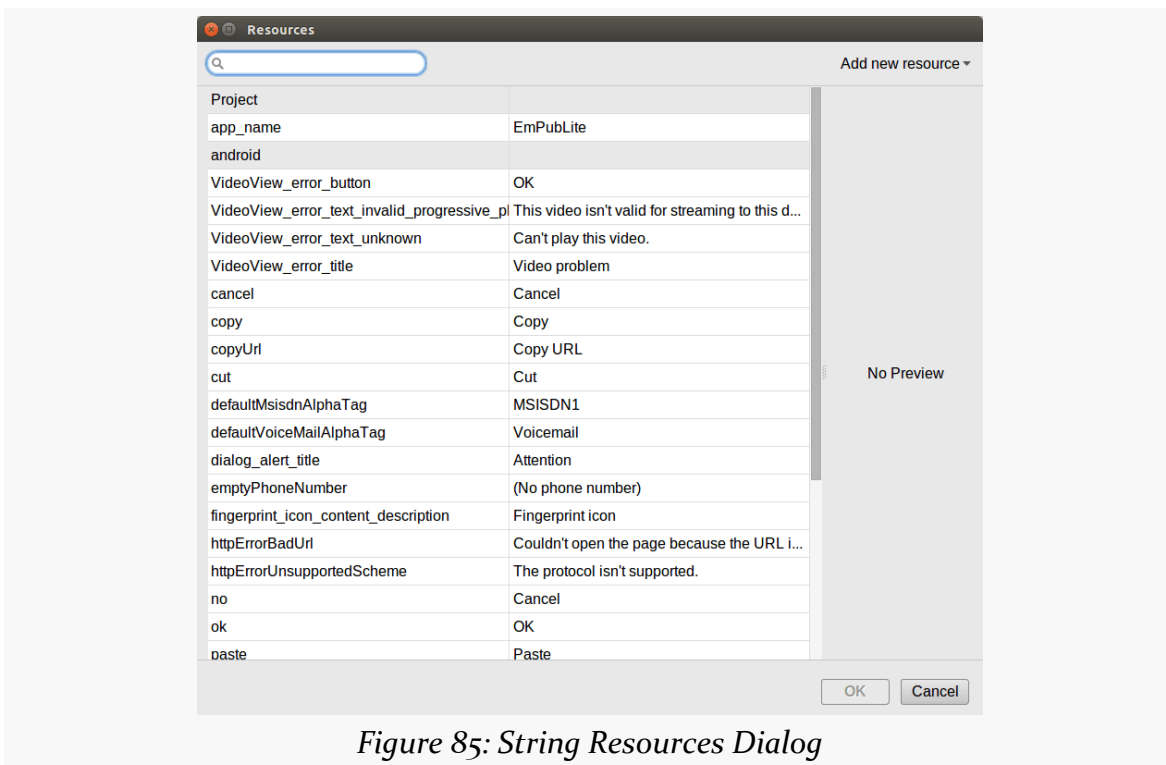 Resources
Add new resource
Project
app_name EmPubLite
android
VideoView_error_button OK
VideoView_error_text_invalid_progressive_pl This video isn't valid for streaming to this d...
VideoView_error_text_unknown Can't play this video.
VideoView_error_title Video problem
cancel Cancel
copy Copy
copyUrl Copy URL
cut Cut
No Preview
defaultMsisdnAlphaTag MSISDN1
defaultVoiceMailAlphaTag Voicemail
dialog_alert_title Attention
emptyPhoneNumber (No phone number)
fingerprint_icon_content_description Fingerprint icon
httpErrorBadUrl Couldn't open the page because the URL i...
httpErrorUnsupportedScheme The protocol isn't supported.
no Cancel
ok OK
paste Paste
OK Cancel
Figure 85: String Resources Dialog